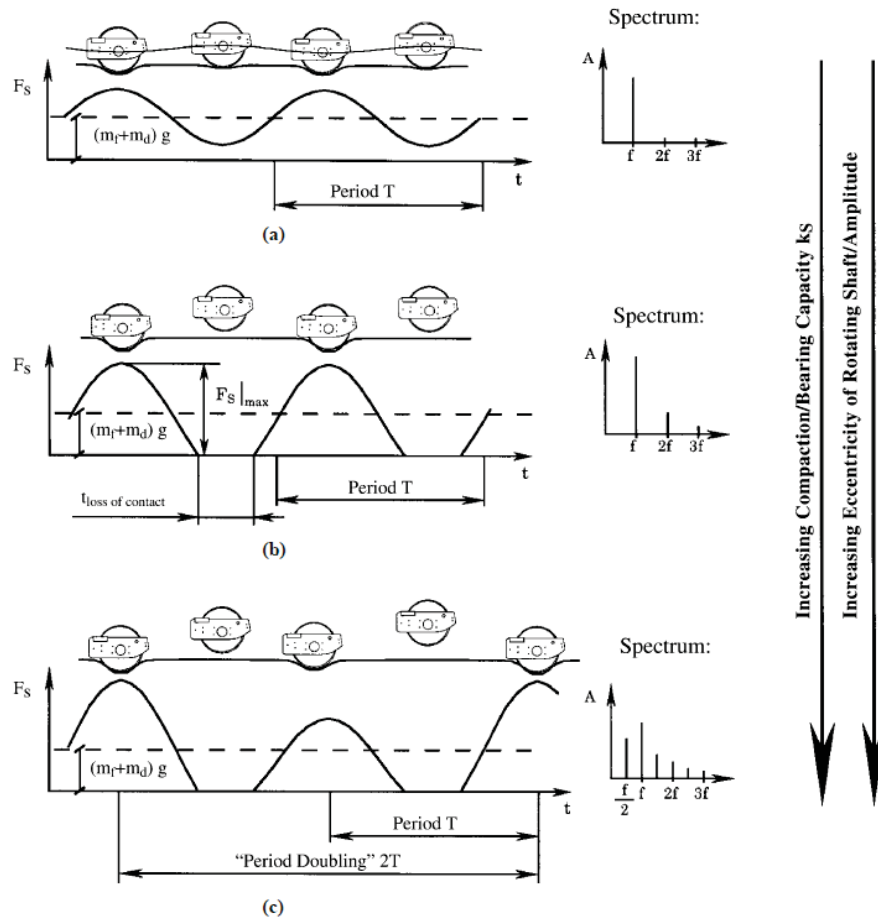 Spectrum:
A
f 2f 3f
Fs
(mf+md) g
t
Period T
(a)
Spectrum:
A
f 2f 3f
Fs
Fs|max
(mf+md) g
t
Period T
tloss of contact
(b)
Spectrum:
A
f/2 f 2f 3f
Fs
(mf+md) g
t
Period T
“Period Doubling” 2T
(c)
Increasing Compaction/Bearing Capacity ks
Increasing Eccentricity of Rotating Shaft/Amplitude